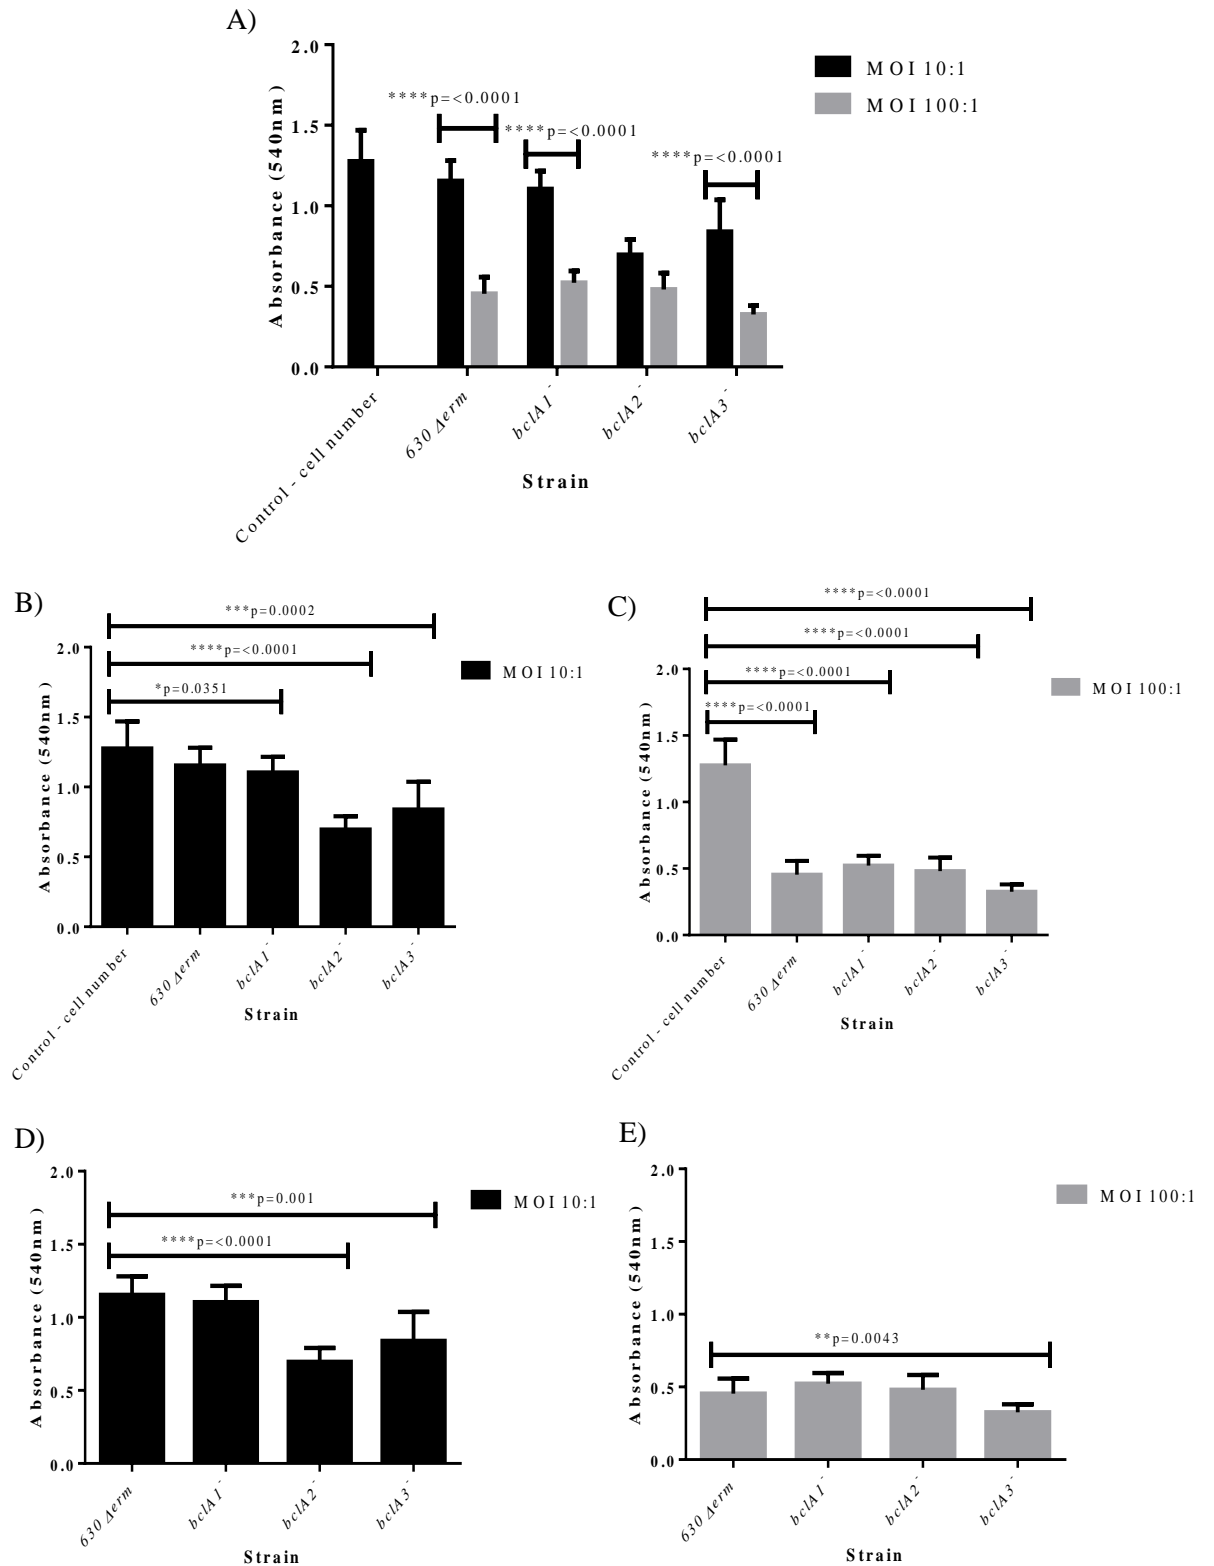 A)
2.0
1.5
1.0
0.5
0.0
Absorbance (540nm)
MOI 10:1
MOI 100:1
****p=<0.0001
****p=<0.0001
****p=<0.0001
Control - cell number
630 Δerm
bclA1-
bclA2-
bclA3-
Strain
B)
***p=0.0002
****p=<0.0001
*p=0.0351
MOI 10:1
2.0
1.5
1.0
0.5
0.0
Absorbance (540nm)
Control - cell number
630 Δerm
bclA1-
bclA2-
bclA3-
Strain
C)
****p=<0.0001
****p=<0.0001
****p=<0.0001
****p=<0.0001
MOI 100:1
2.0
1.5
1.0
0.5
0.0
Absorbance (540nm)
Control - cell number
630 Δerm
bclA1-
bclA2-
bclA3-
Strain
D)
***p=0.001
****p=<0.0001
MOI 10:1
2.0
1.5
1.0
0.5
0.0
Absorbance (540nm)
630 Δerm
bclA1-
bclA2-
bclA3-
Strain
E)
**p=0.0043
MOI 100:1
2.0
1.5
1.0
0.5
0.0
Absorbance (540nm)
630 Δerm
bclA1-
bclA2-
bclA3-
Strain